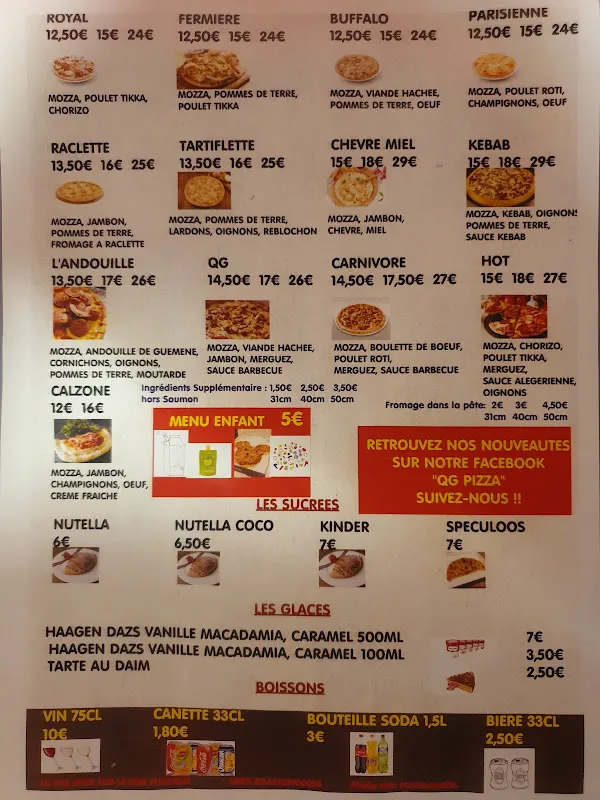 ROYAL
12,50€ 15€ 24€
MOZZA, POULET TIKKA,
CHORIZO
FERMIERE
12,50€ 15€ 24€
MOZZA, POMMES DE TERRE,
POULET TIKKA
BUFFALO
12,50€ 15€ 24€
MOZZA, VIANDE HACHEE,
POMMES DE TERRE, OEUF
PARISIENNE
12,50€ 15€ 24€
MOZZA, POULET ROTI,
CHAMPIGNONS, OEUF
RACLETTE
13,50€ 16€ 25€
MOZZA, JAMBON,
POMMES DE TERRE,
FROMAGE A RACLETTE
TARTIFLETTE
13,50€ 16€ 25€
MOZZA, POMMES DE TERRE,
LARDONS, OIGNONS, REBLOCHON
CHEVRE MIEL
15€ 18€ 29€
MOZZA, JAMBON,
CHEVRE, MIEL
KEBAB
15€ 18€ 29€
MOZZA, KEBAB, OIGNONS
POMMES DE TERRE,
SAUCE KEBAB
L'ANDOUILLE
13,50€ 17€ 26€
MOZZA, ANDOUILLE DE GUEMENE,
CORNICHONS, OIGNONS,
POMMES DE TERRE, MOUTARDE
QG
14,50€ 17€ 26€
MOZZA, VIANDE HACHEE,
JAMBON, MERGUEZ,
SAUCE BARBECUE
CARNIVORE
14,50€ 17,50€ 27€
MOZZA, BOULETTE DE BOEUF,
POULET ROTI,
MERGUEZ, SAUCE BARBECUE
HOT
15€ 18€ 27€
MOZZA, CHORIZO,
POULET TIKKA,
MERGUEZ,
SAUCE ALEGERIENNE,
OIGNONS
CALZONE
12€ 16€
MOZZA, JAMBON,
CHAMPIGNONS, OEUF,
CREME FRAICHE
Ingrédients Supplémentaire : 1,50€ 2,50€ 3,50€
hors Saumon 31cm 40cm 50cm
Fromage dans la pâte: 2€ 3€ 4,50€
31cm 40cm 50cm
MENU ENFANT 5€
RETROUVEZ NOS NOUVEAUTES
SUR NOTRE FACEBOOK
"QG PIZZA"
SUIVEZ-NOUS !!
LES SUCREES
NUTELLA
6€
NUTELLA COCO
6,50€
KINDER
7€
SPECULOOS
7€
LES GLACES
HAAGEN DAZS VANILLE MACADAMIA, CARAMEL 500ML 7€
HAAGEN DAZS VANILLE MACADAMIA, CARAMEL 100ML 3,50€
TARTE AU DAIM 2,50€
BOISSONS
VIN 75CL
10€
CANETTE 33CL
1,80€
BOUTEILLE SODA 1,5L
3€
BIERE 33CL
2,50€